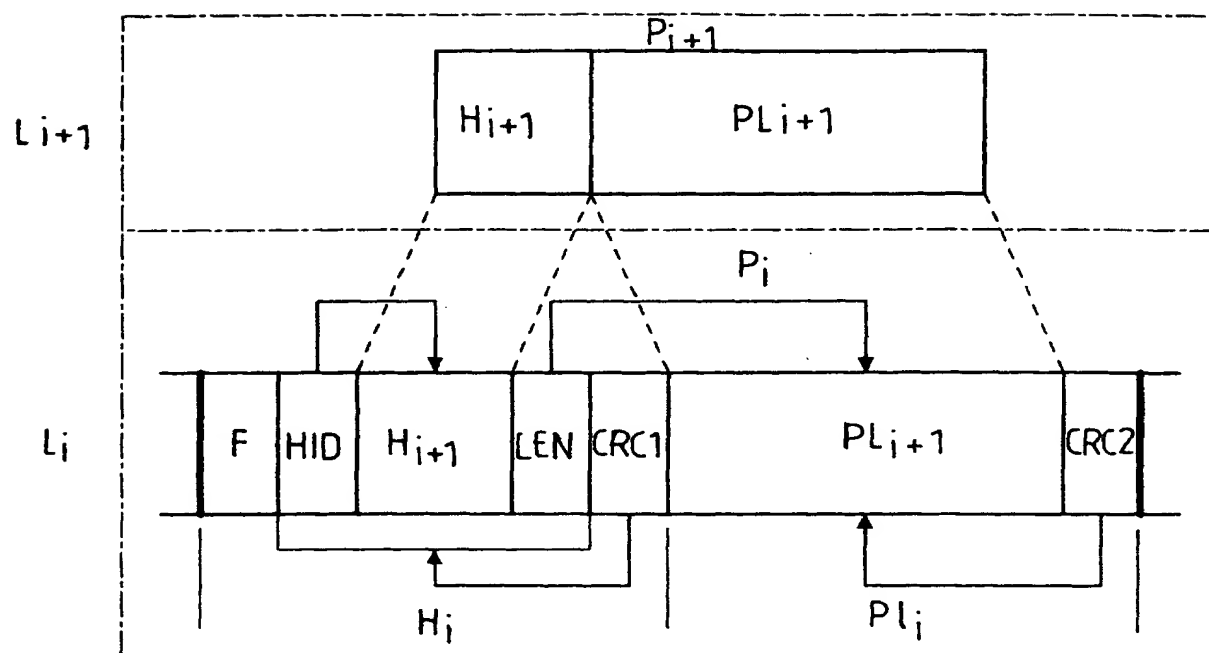 Pi+1
Li+1 Hi+1 PLi+1
Pi
Li F HID Hi+1 LEN CRC1 PLi+1 CRC2
Hi Pli